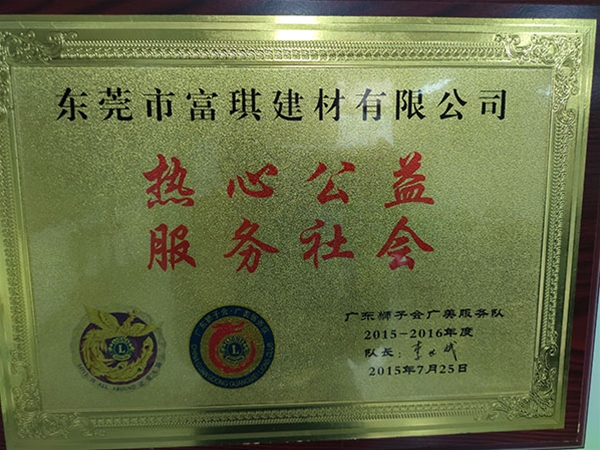 东莞市富琪建材有限公司
热心公益
服务社会
广东狮子会广美服务队
2015-2016年度
队长:
2015年7月25日